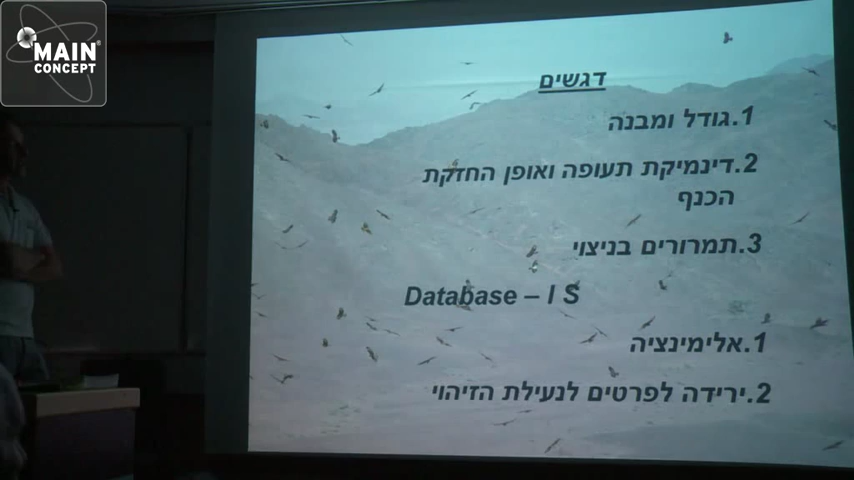 MAIN
CONCEPT
דגשים
1.גודל ומבנה
2.דינמיקת תעופה ואופן החזקת
הכנף
3.תמרורים בניצוי
Database – I S
1.אלימינציה
2.ירידה לפרטים לנעילת הזיהוי